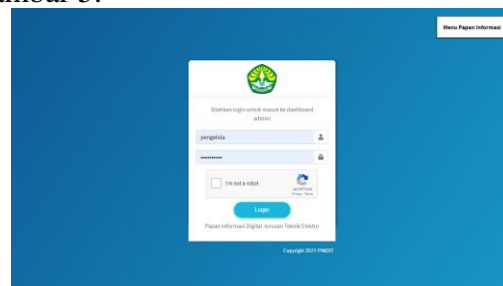 Menu Papan Informasi
Silahkan login untuk masuk ke dashboard
admin!
pengelola
I'm not a robot
reCAPTCHA
Privacy - Terms
Login
Papan Informasi Digital Jurusan Teknik Elektro
Copyright 2021 PINDIT